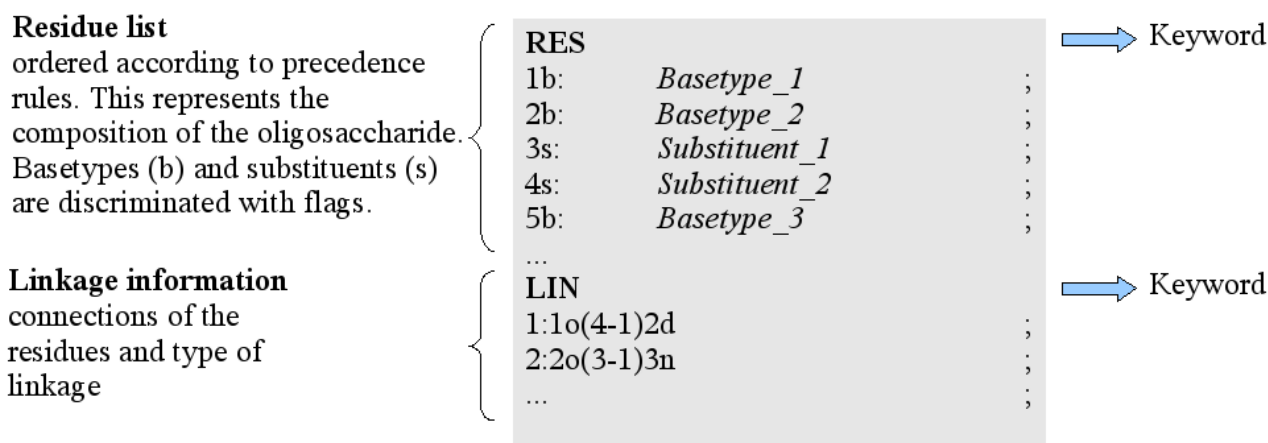 Residue list
ordered according to precedence
rules. This represents the
composition of the oligosaccharide.
Basetypes (b) and substituents (s)
are discriminated with flags.
RES
1b: Basetype_1 ;
2b: Basetype_2 ;
3s: Substituent_1 ;
4s: Substituent_2 ;
5b: Basetype_3 ;
...
Keyword
Linkage information
connections of the
residues and type of
linkage
LIN
1:1o(4-1)2d ;
2:2o(3-1)3n ;
... ;
Keyword